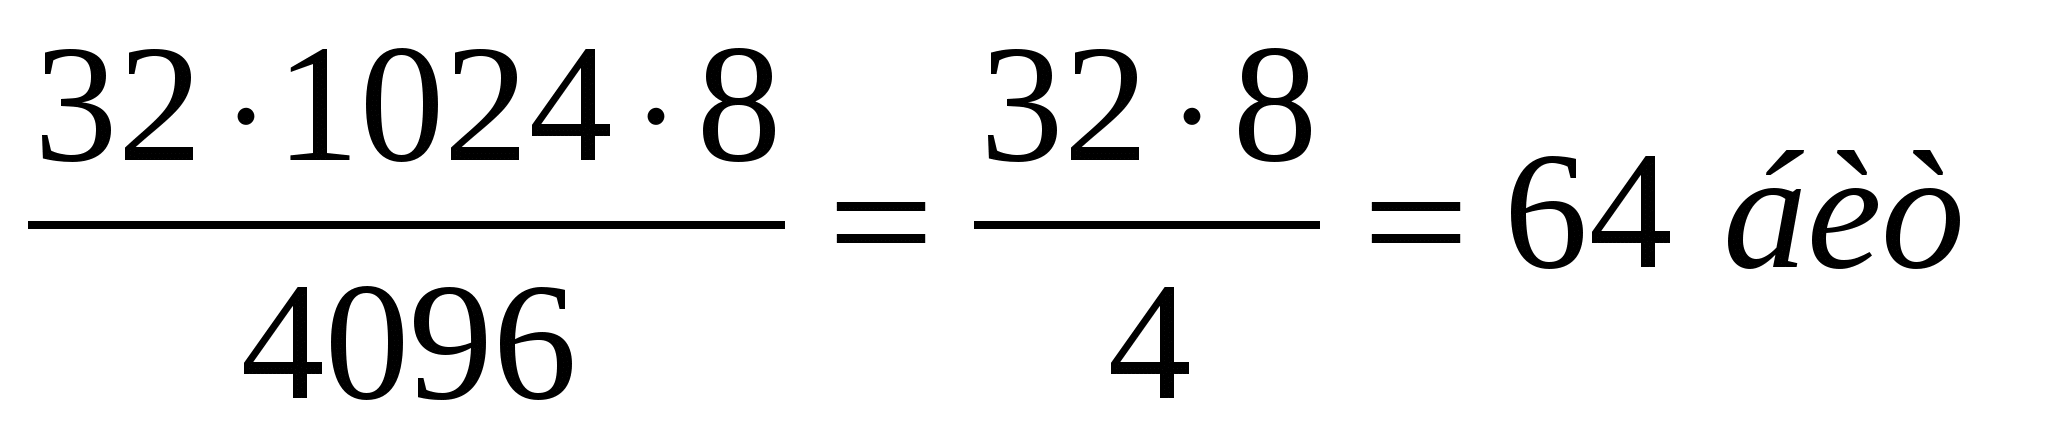 32 · 1024 · 8 / 4096 = 32 · 8 / 4 = 64 áèò